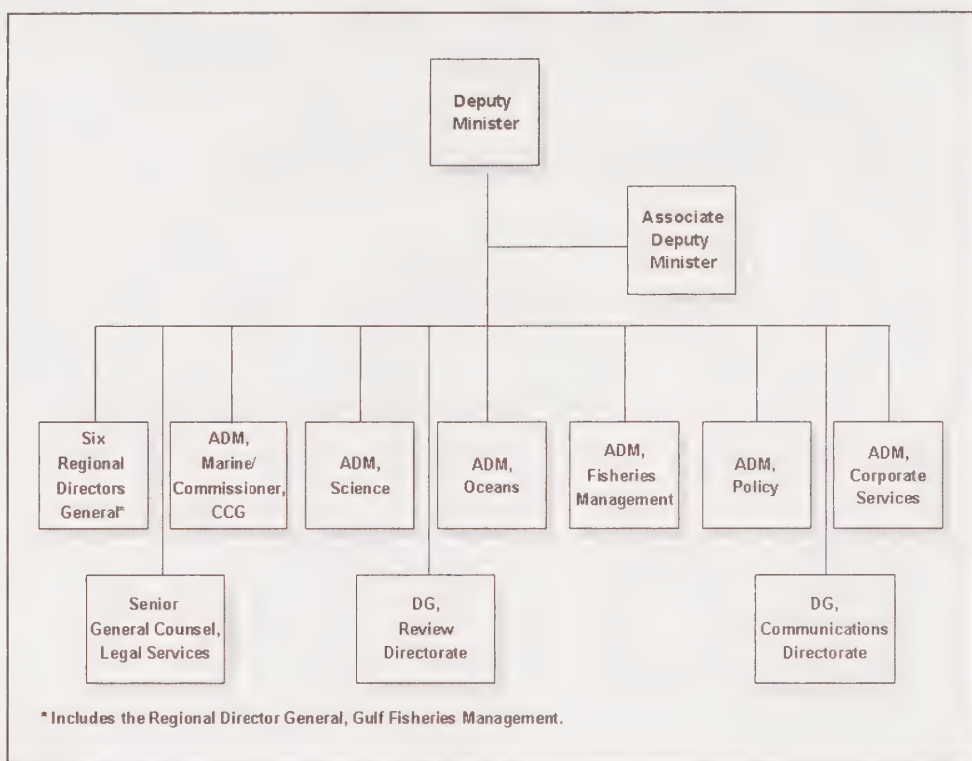 Deputy
Minister
Associate
Deputy
Minister
Six
Regional
Directors
General*
ADM,
Marine/
Commissioner,
CCG
ADM,
Science
ADM,
Oceans
ADM,
Fisheries
Management
ADM,
Policy
ADM,
Corporate
Services
Senior
General Counsel,
Legal Services
DG,
Review
Directorate
DG,
Communications
Directorate
* Includes the Regional Director General, Gulf Fisheries Management.